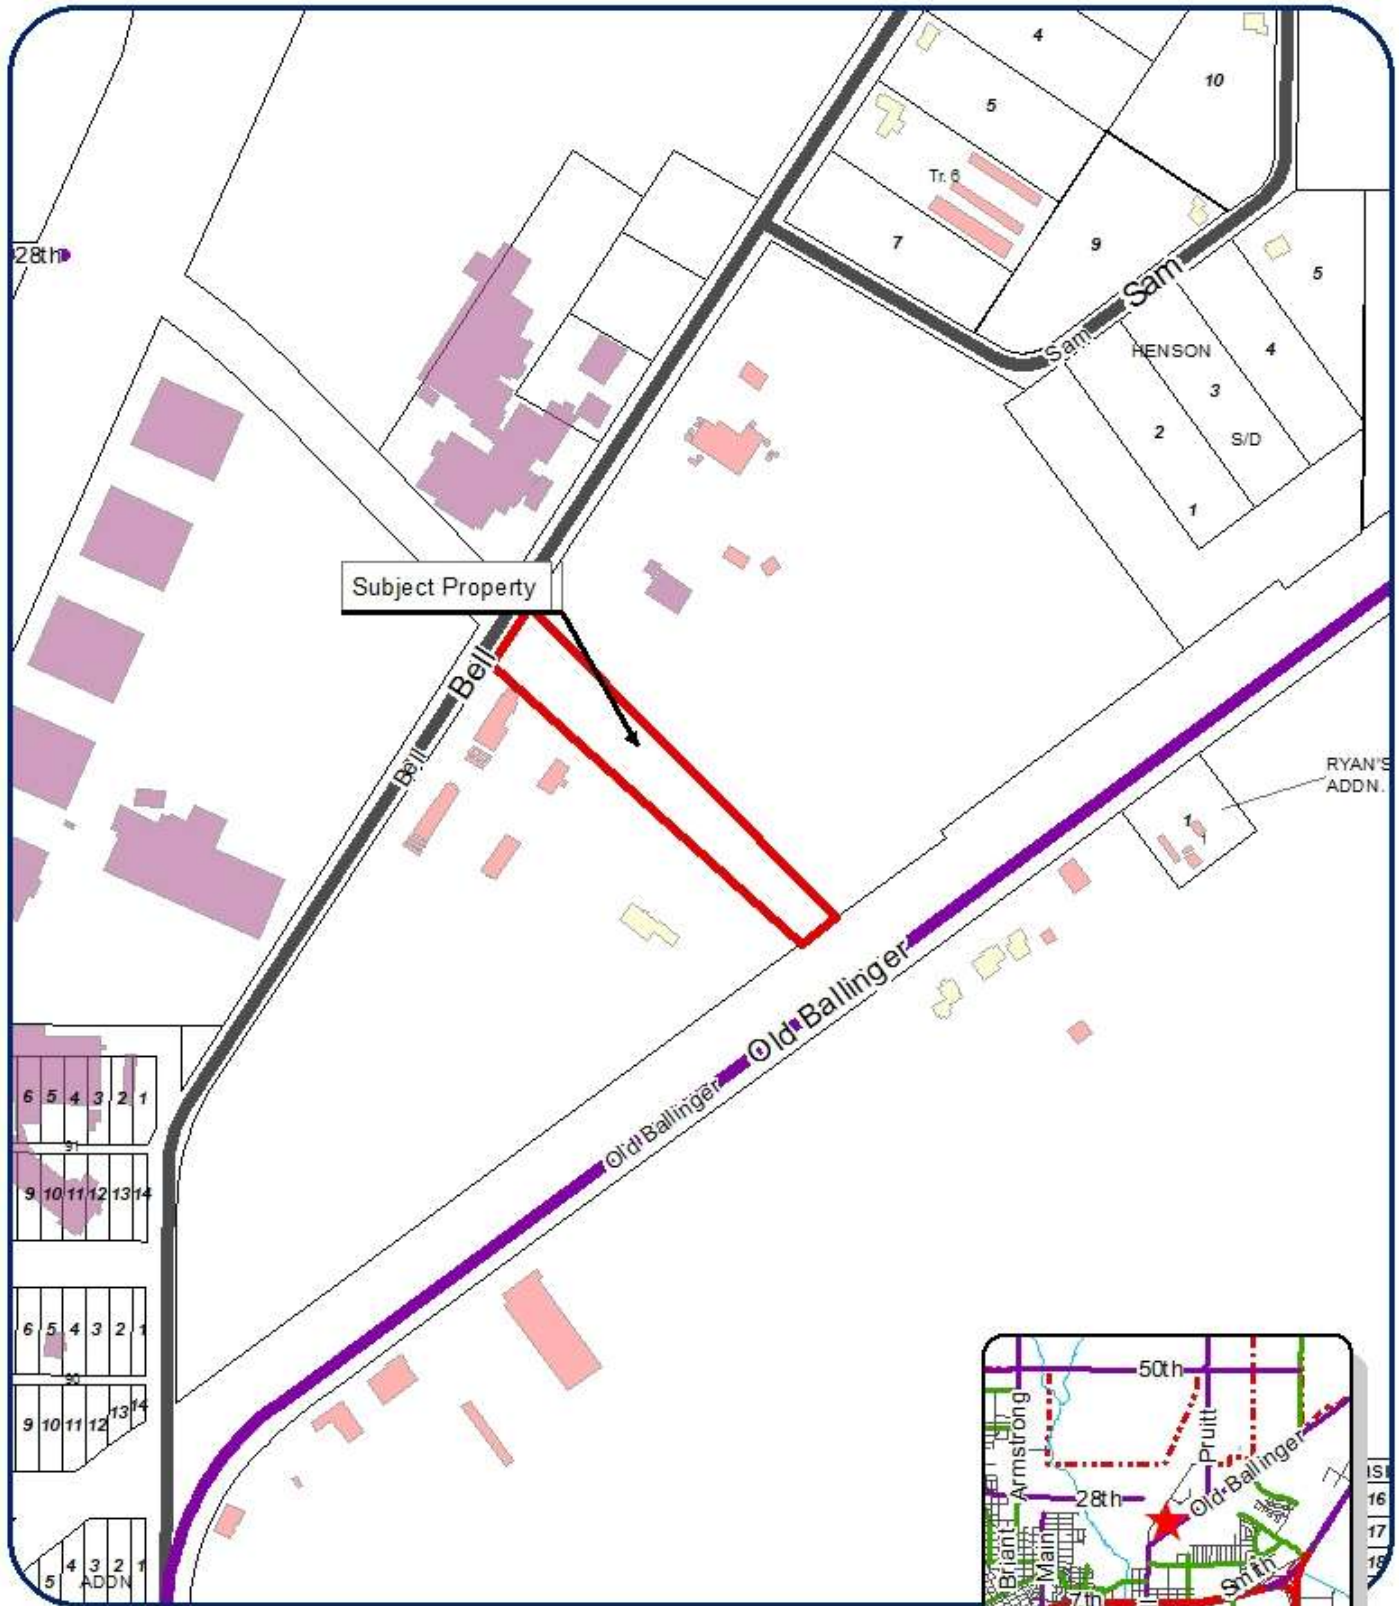 4
10
5
Tr. 6
28th
7
9
Sam
5
Sam
HENSON
4
3
2
S/D
1
Subject Property
Bell
Bell
RYAN'S
ADDN.
1
Old Ballinger
Old Ballinger
6 5 4 3 2 1
91
9 10 11 12 13 14
6 5 4 3 2 1
90
9 10 11 12 13 14
5 4 3 2 1
ADDN
50th
Armstrong
Pruitt
Old Ballinger
28th
Briant
Main
Smith
7th
16
17
18